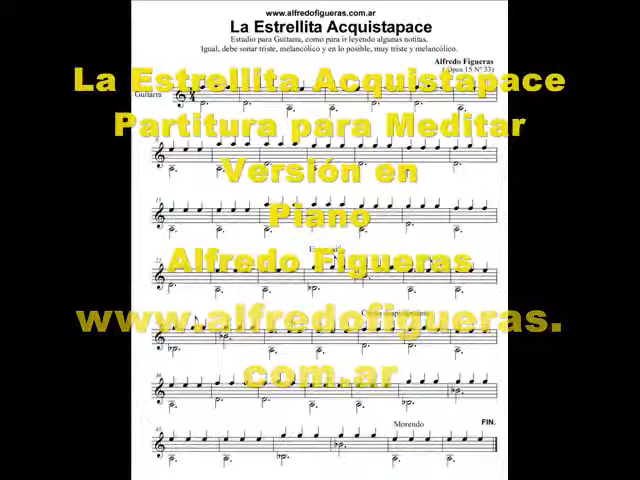 www.alfredofigueras.com.ar
La Estrellita Acquistapace
Estudio para Guitarra, como para ir leyendo algunas notitas.
Igual, debe sonar triste, melancólico y en lo posible, muy triste y melancólico.
Alfredo Figueras
(Opus 15 Nº 33)
La Estrellita Acquistapace
Guitarra
Partitura para Meditar
Versión en
Piano
Alfredo Figueras
www.alfredofigueras.
com.ar
Morendo
FIN.